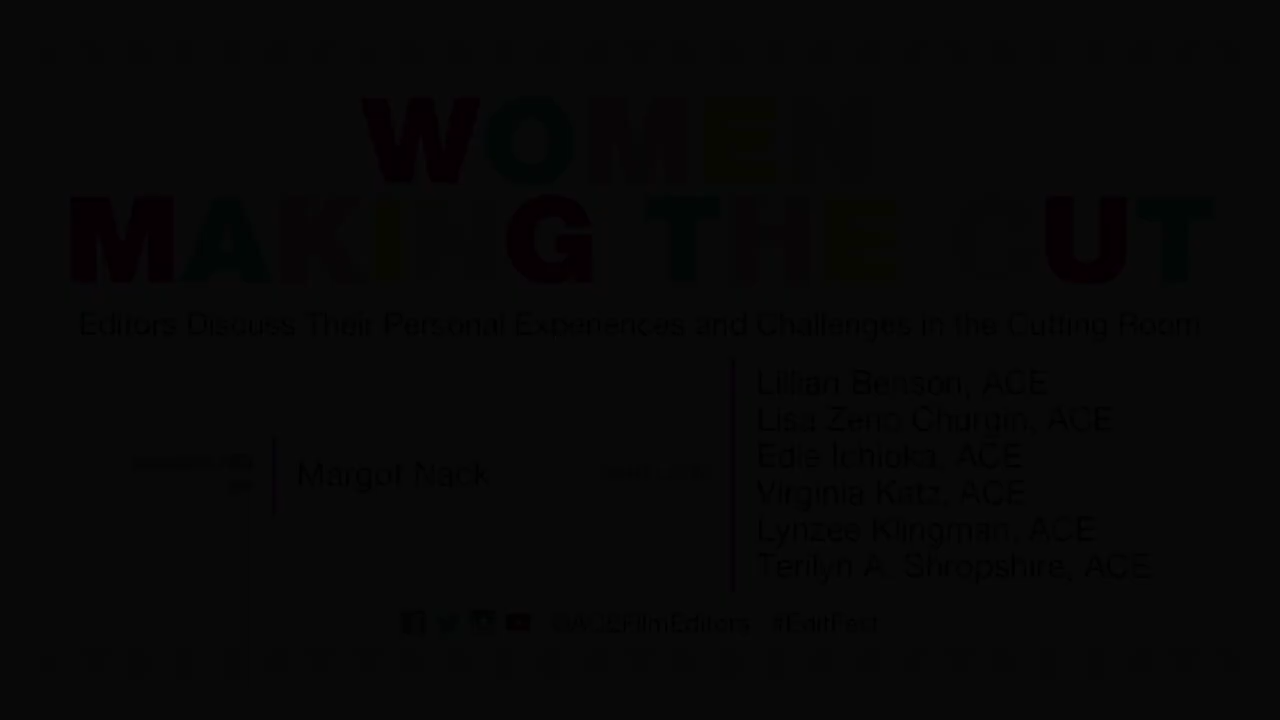 WOMEN
MAKING THE CUT
Editors Discuss Their Personal Experiences and Challenges in the Cutting Room
Margot Nack
Lillian Benson, ACE
Lisa Zeno Churgin, ACE
Edie Ichioka, ACE
Virginia Katz, ACE
Lynzee Klingman, ACE
Terilyn A. Shropshire, ACE
@ACEFilmEditors #EditFest